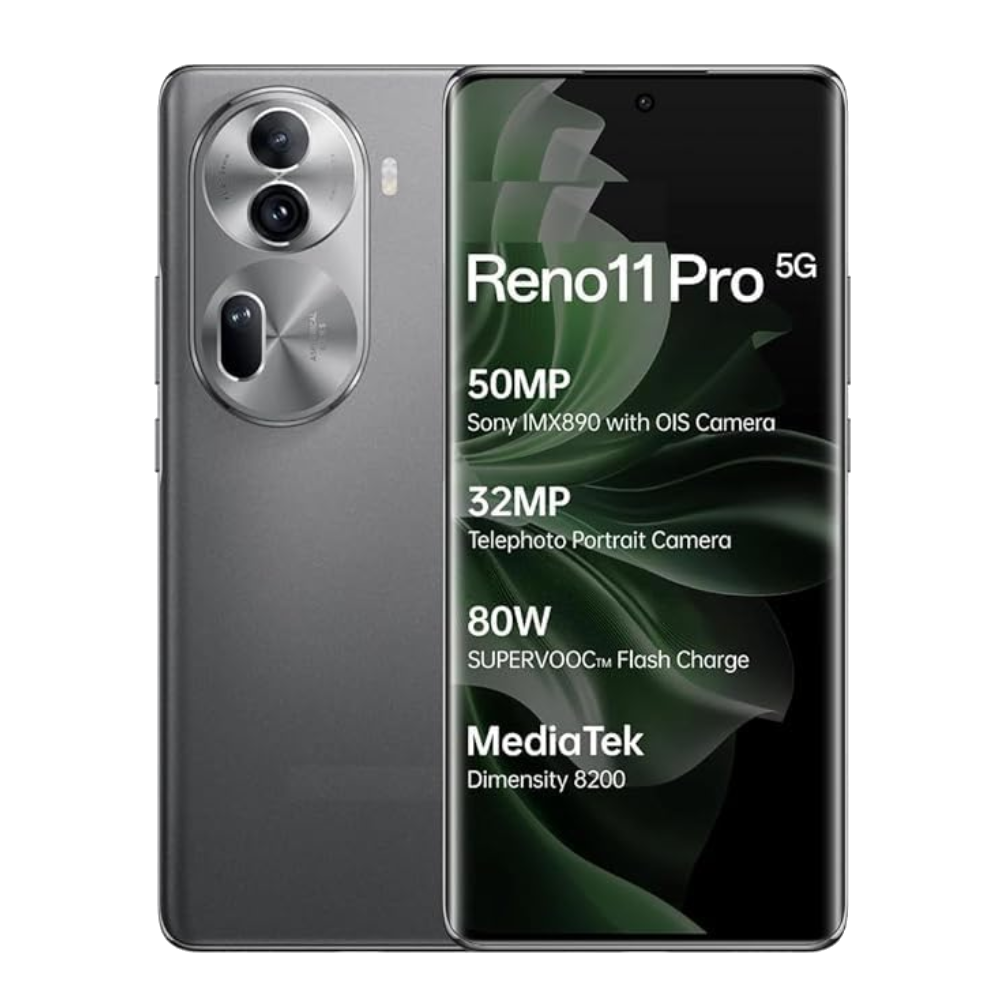 Reno11 Pro 5G
50MP
Sony IMX890 with OIS Camera
32MP
Telephoto Portrait Camera
80W
SUPERVOOC™ Flash Charge
MediaTek
Dimensity 8200